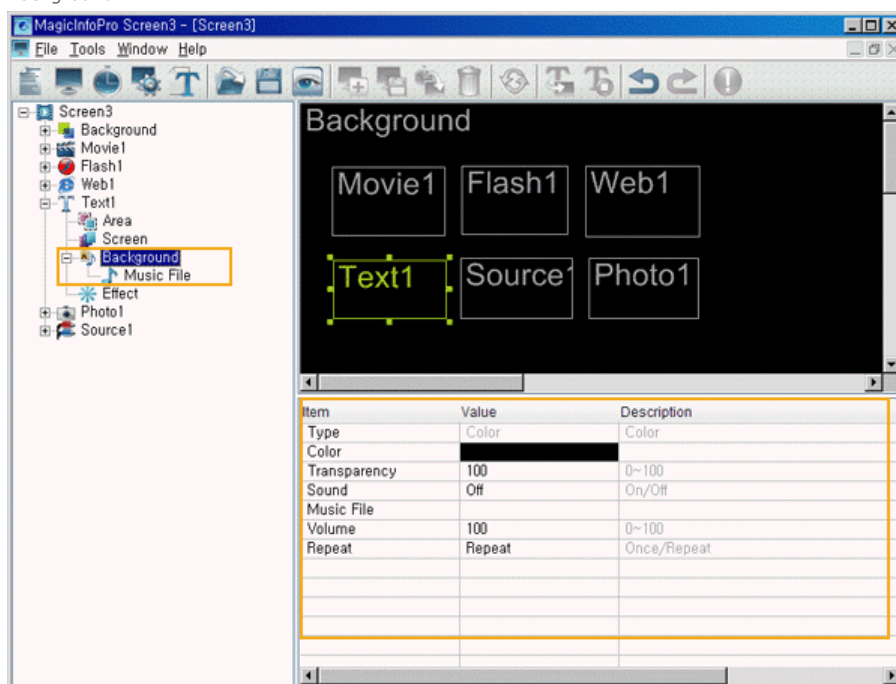 MagicInfoPro Screen3 - [Screen3]
File Tools Window Help
Screen3
Background
Movie1
Flash1
Web1
Text1
Area
Screen
Background
Music File
Effect
Photo1
Source1
Background
Movie1 Flash1 Web1
Text1 Source1 Photo1
Item Value Description
Type Color Color
Color
Transparency 100 0~100
Sound Off On/Off
Music File
Volume 100 0~100
Repeat Repeat Once/Repeat